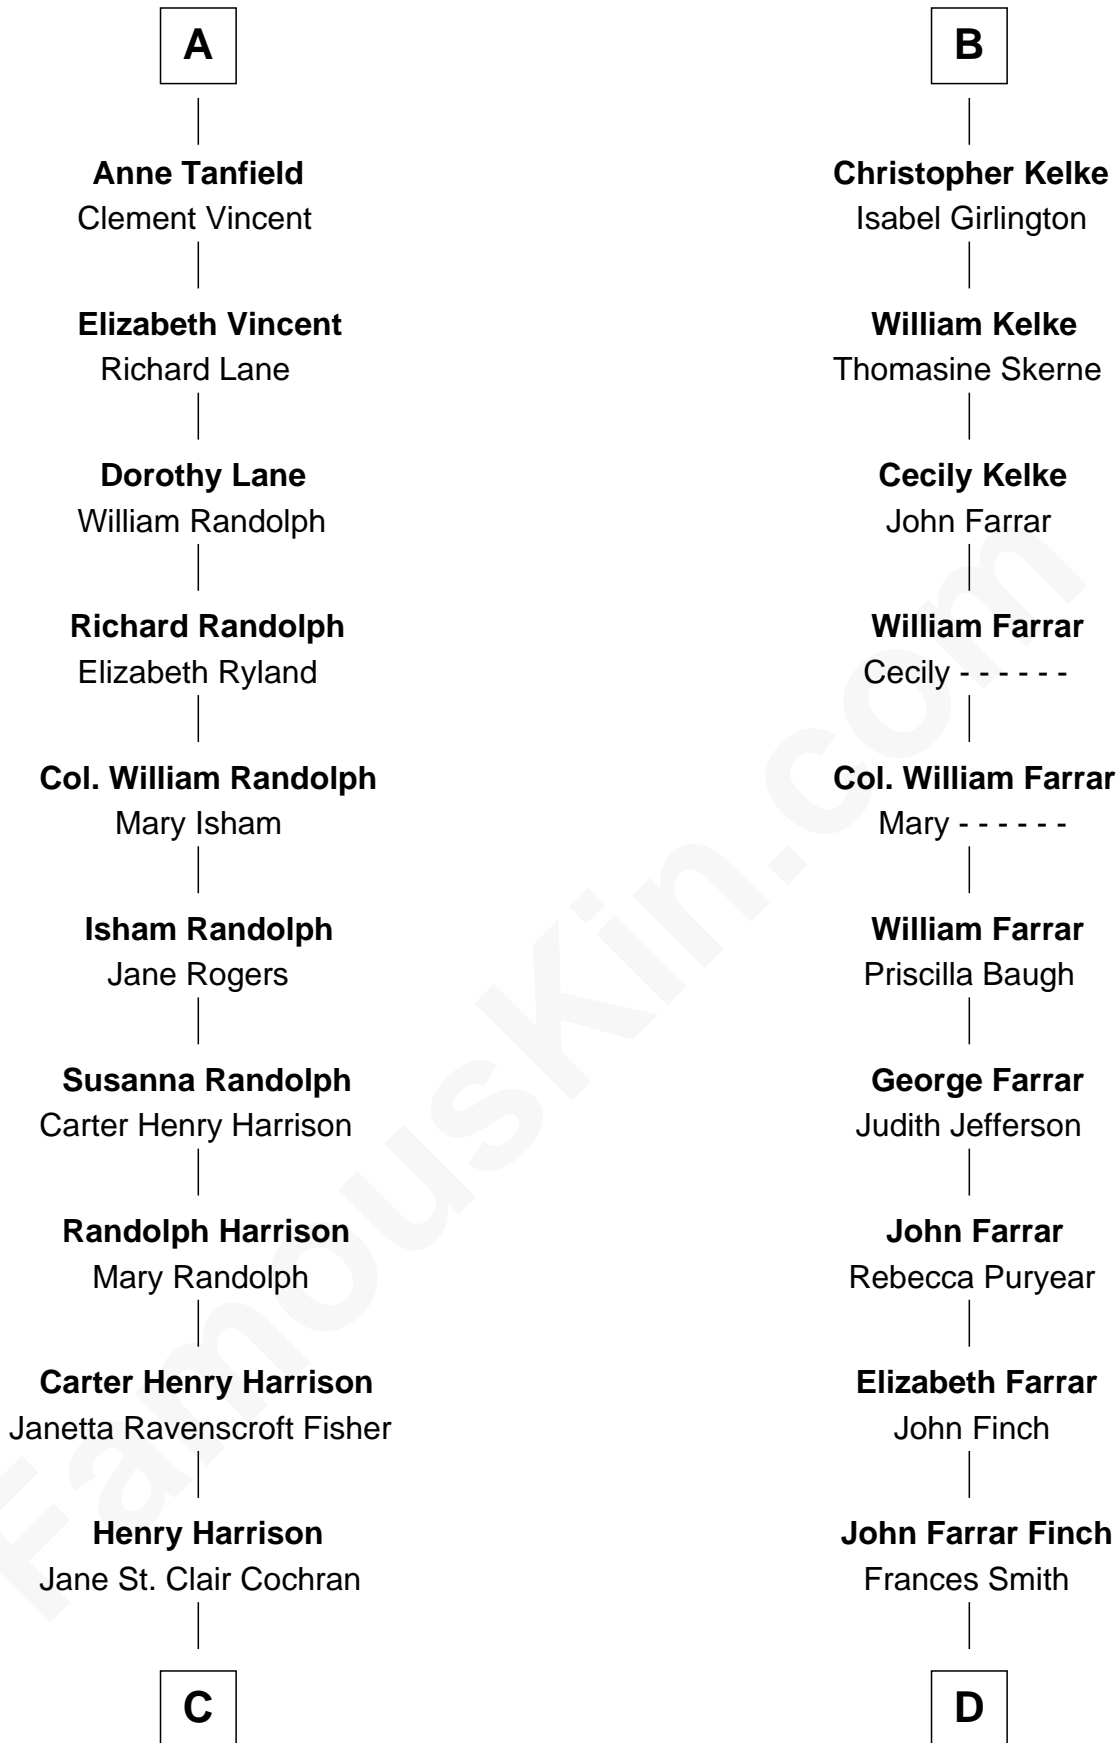 A
Anne Tanfield
Clement Vincent
Elizabeth Vincent
Richard Lane
Dorothy Lane
William Randolph
Richard Randolph
Elizabeth Ryland
Col. William Randolph
Mary Isham
Isham Randolph
Jane Rogers
Susanna Randolph
Carter Henry Harrison
Randolph Harrison
Mary Randolph
Carter Henry Harrison
Janetta Ravenscroft Fisher
Henry Harrison
Jane St. Clair Cochran
C
B
Christopher Kelke
Isabel Girlington
William Kelke
Thomasine Skerne
Cecily Kelke
John Farrar
William Farrar
Cecily - - - - - -
Col. William Farrar
Mary - - - - - -
William Farrar
Priscilla Baugh
George Farrar
Judith Jefferson
John Farrar
Rebecca Puryear
Elizabeth Farrar
John Finch
John Farrar Finch
Frances Smith
D
FamousKin.com